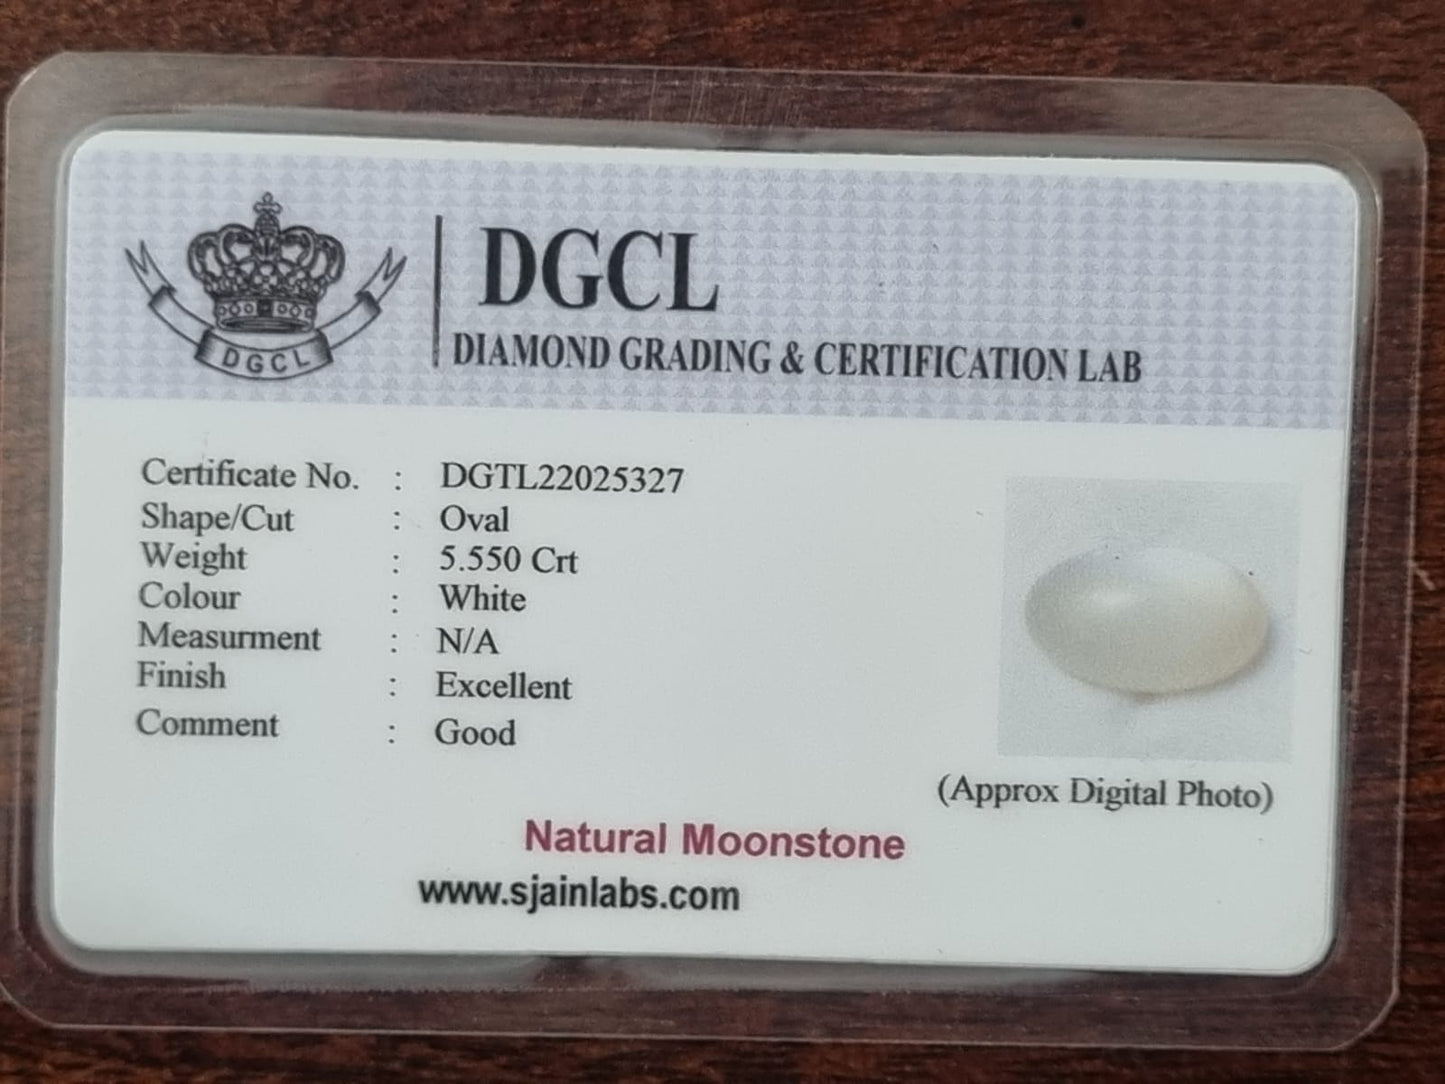 DGCL
DGCL
DIAMOND GRADING & CERTIFICATION LAB
Certificate No. : DGTL22025327
Shape/Cut : Oval
Weight : 5.550 Crt
Colour : White
Measurment : N/A
Finish : Excellent
Comment : Good
(Approx Digital Photo)
Natural Moonstone
www.sjainlabs.com